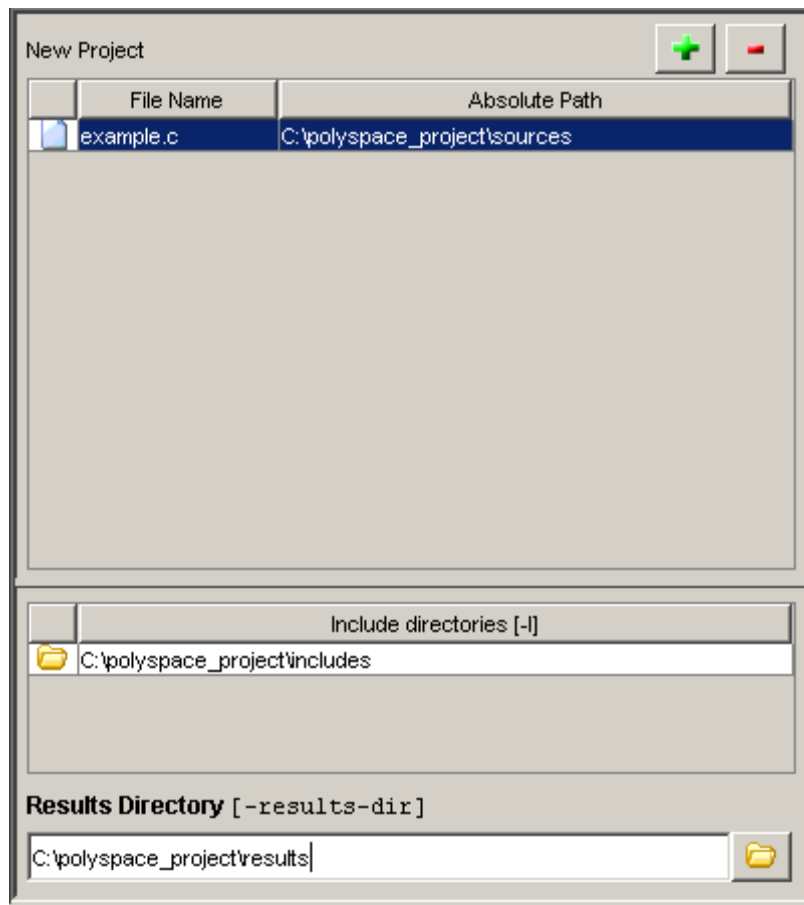 New Project
File Name Absolute Path
example.c C:\polyspace_project\sources
Include directories [-I]
C:\polyspace_project\includes
Results Directory [-results-dir]
C:\polyspace_project\results